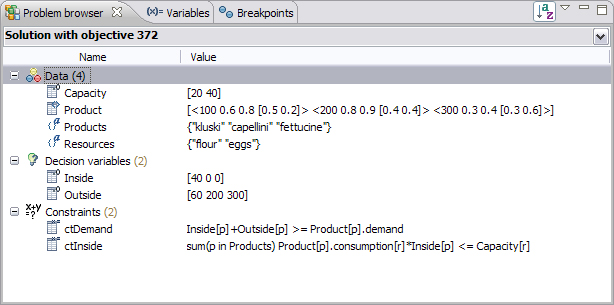 Problem browser (x)= Variables Breakpoints
Solution with objective 372
Name Value
Data (4)
Capacity [20 40]
Product [<100 0.6 0.8 [0.5 0.2]> <200 0.8 0.9 [0.4 0.4]> <300 0.3 0.4 [0.3 0.6]>]
Products {"kluski" "capellini" "fettucine"}
Resources {"flour" "eggs"}
Decision variables (2)
Inside [40 0 0]
Outside [60 200 300]
Constraints (2)
ctDemand Inside[p]+Outside[p] >= Product[p].demand
ctInside sum(p in Products) Product[p].consumption[r]*Inside[p] <= Capacity[r]